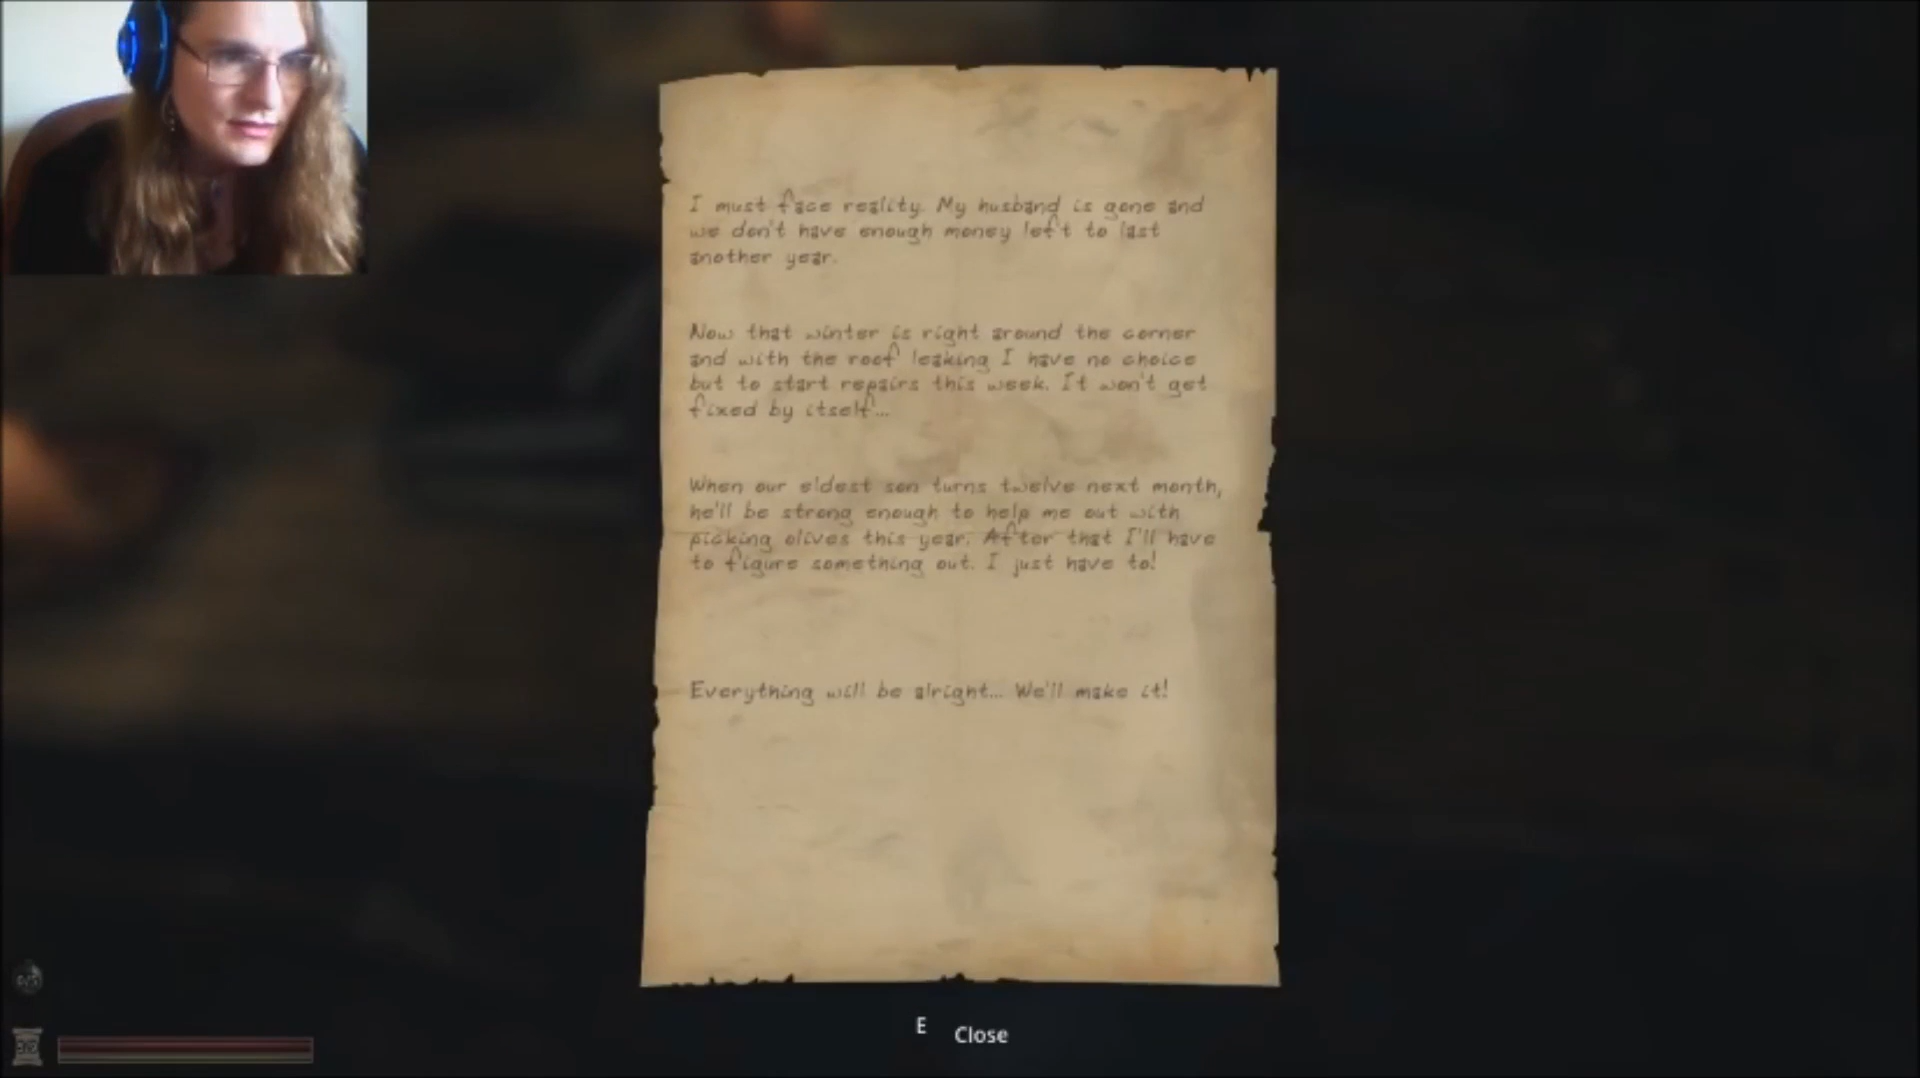 I must face reality. My husband is gone and
we don't have enough money left to last
another year.
Now that winter is right around the corner
and with the roof leaking I have no choice
but to start repairs this week. It won't get
fixed by itself...
When our eldest son turns twelve next month,
he'll be strong enough to help me out with
picking olives this year. After that I'll have
to figure something out. I just have to!
Everything will be alright... We'll make it!
E Close